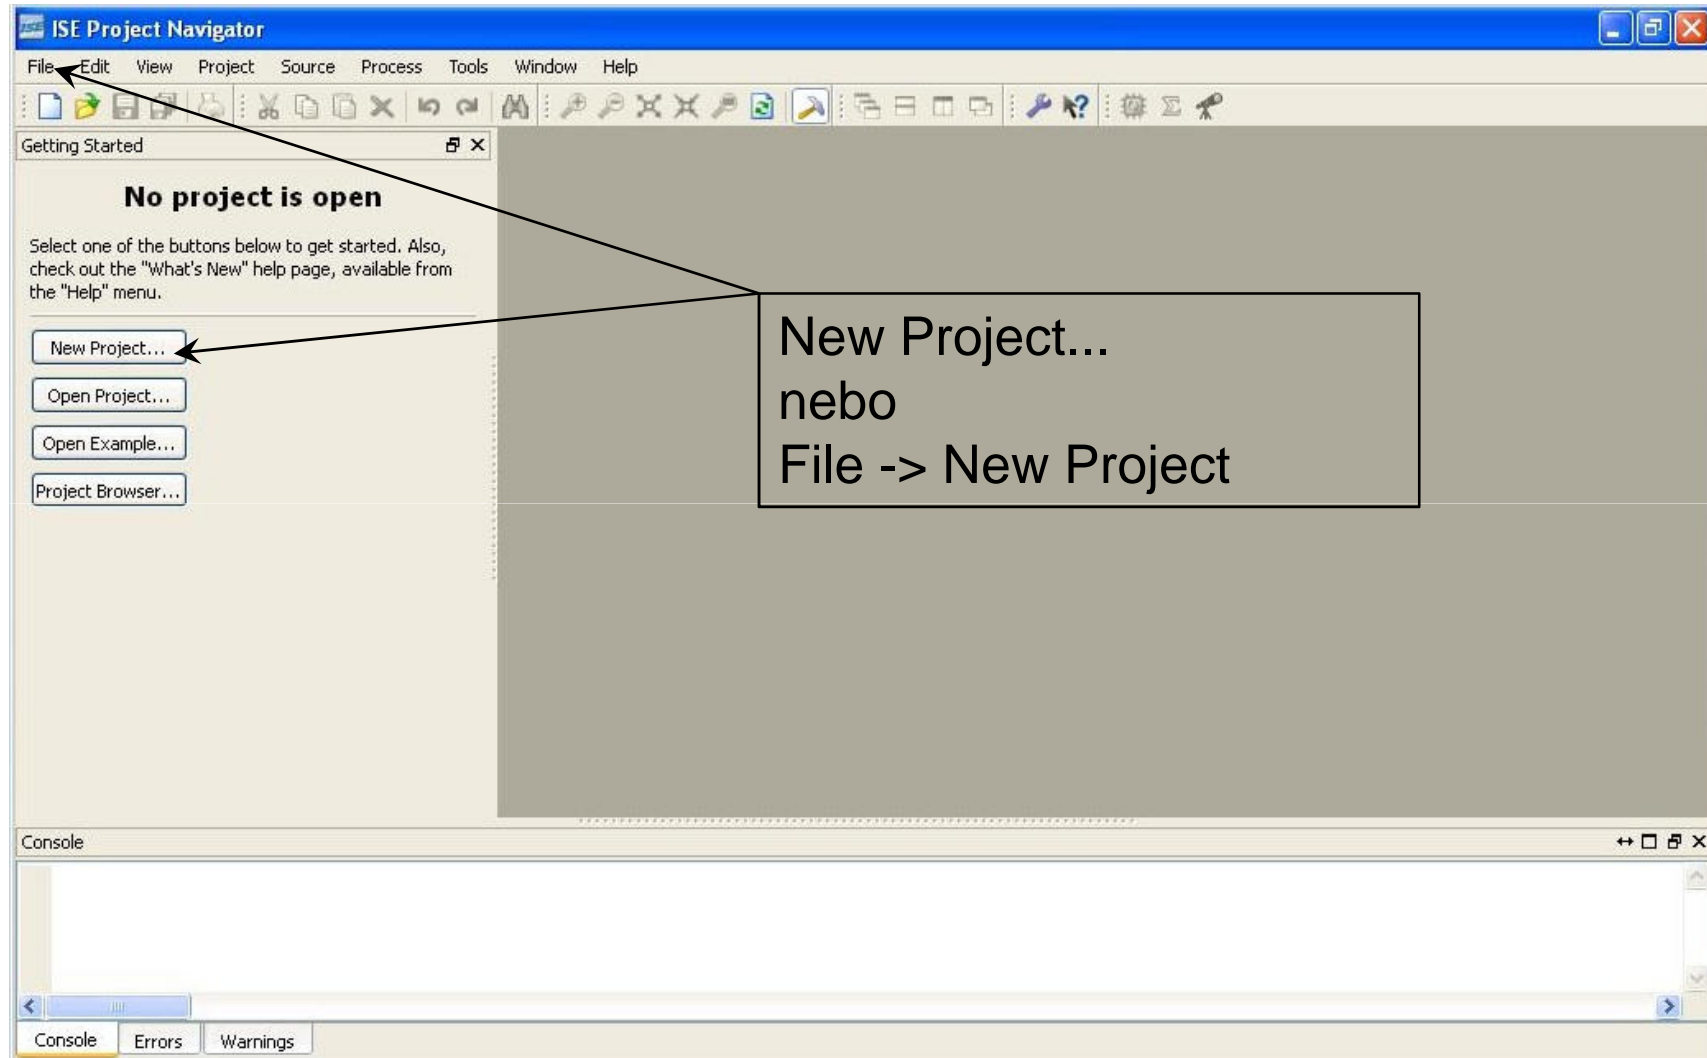 ISE Project Navigator
File Edit View Project Source Process Tools Window Help
Getting Started
No project is open
Select one of the buttons below to get started. Also,
check out the "What's New" help page, available from
the "Help" menu.
New Project...
Open Project...
Open Example...
Project Browser...
New Project...
nebo
File -> New Project
Console
Console Errors Warnings